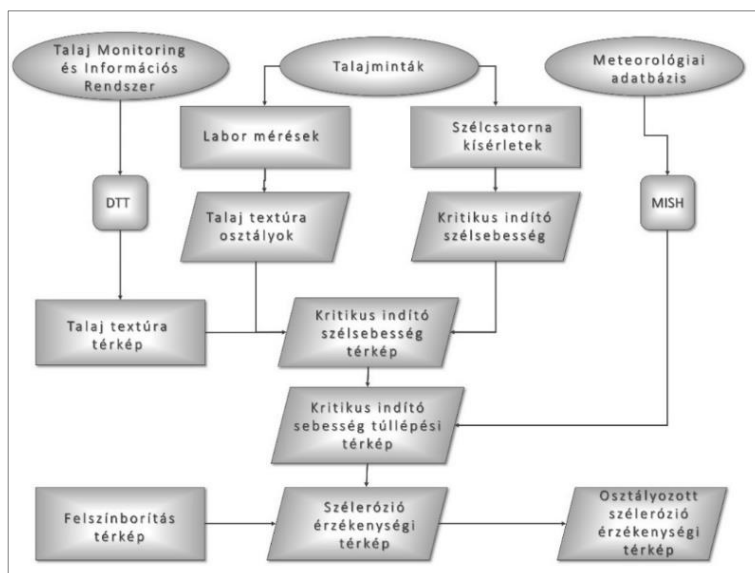 Talaj Monitoring
és Információs
Rendszer
Talajminták
Meteorológiai
adatbázis
Labor mérések
Szélcsatorna
kísérletek
DTT
Talaj textúra
osztályok
Kritikus indító
szélsebesség
MISH
Talaj textúra
térkép
Kritikus indító
szélsebesség
térkép
Kritikus indító
sebesség túllépési
térkép
Felszínborítás
térkép
Szélerózió
érzékenységi
térkép
Osztályozott
szélerózió
érzékenységi
térkép